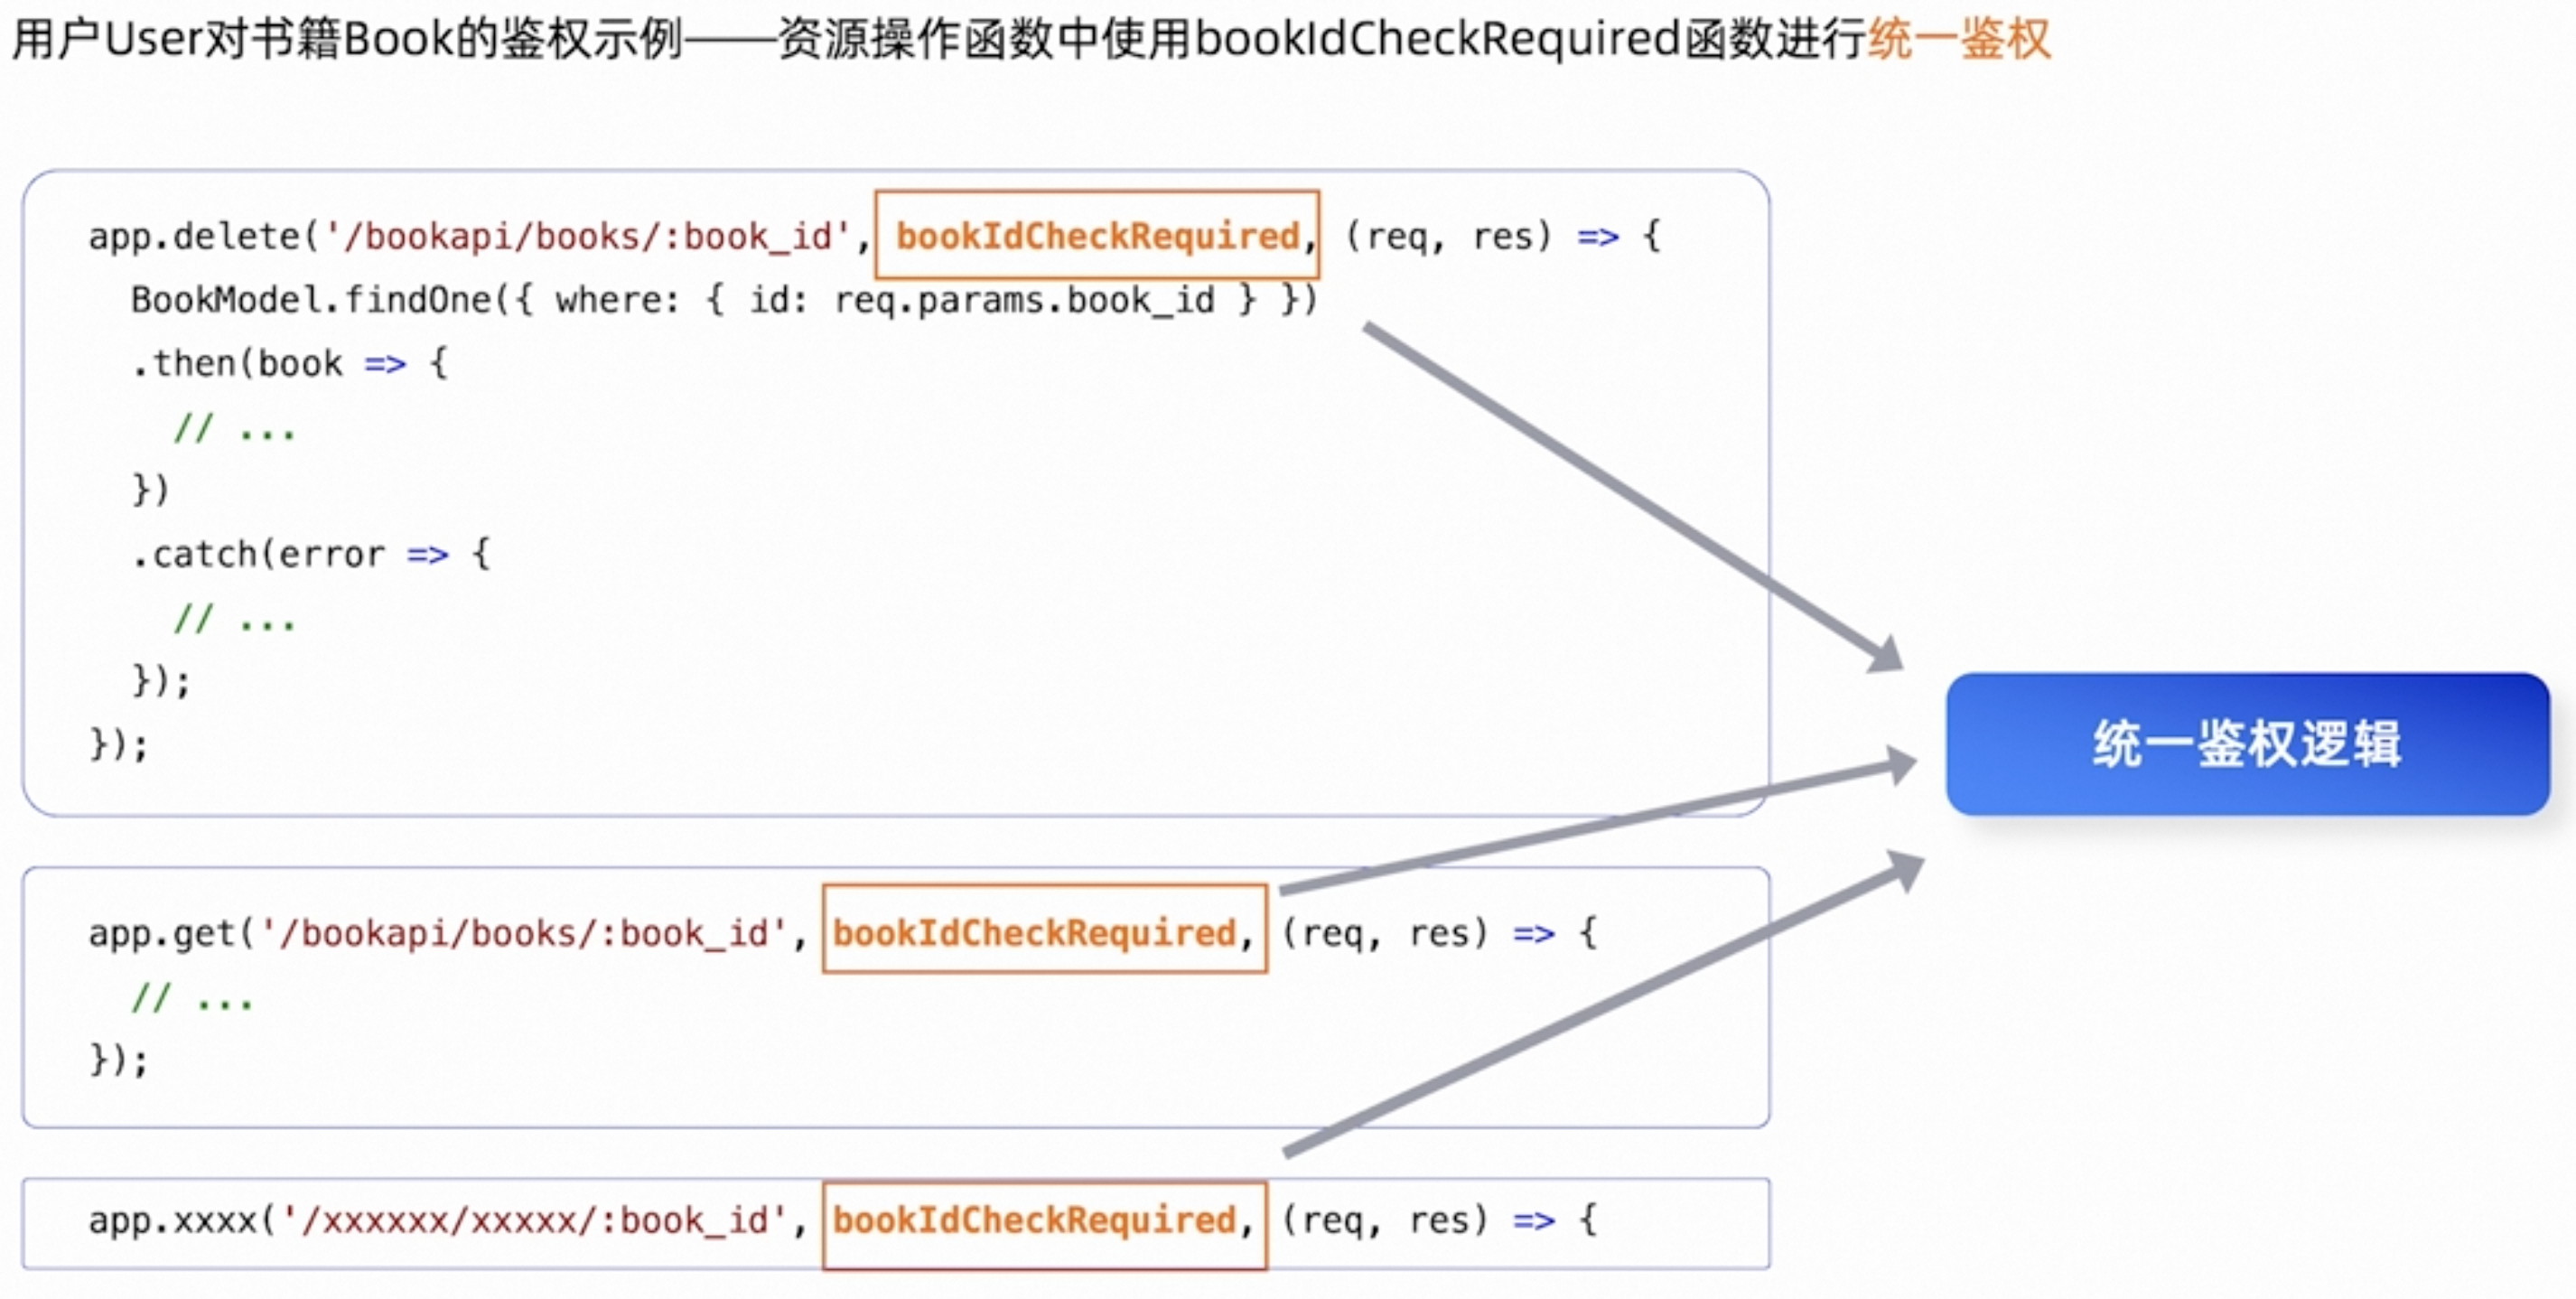 用户User对书籍Book的鉴权示例——资源操作函数中使用bookIdCheckRequired函数进行统一鉴权
app.delete('/bookapi/books/:book_id', bookIdCheckRequired, (req, res) => {
BookModel.findOne({ where: { id: req.params.book_id } })
.then(book => {
// ...
})
.catch(error => {
// ...
});
});
统一鉴权逻辑
app.get('/bookapi/books/:book_id', bookIdCheckRequired, (req, res) => {
// ...
});
app.xxxx('/xxxxxx/xxxxx/:book_id', bookIdCheckRequired, (req, res) => {